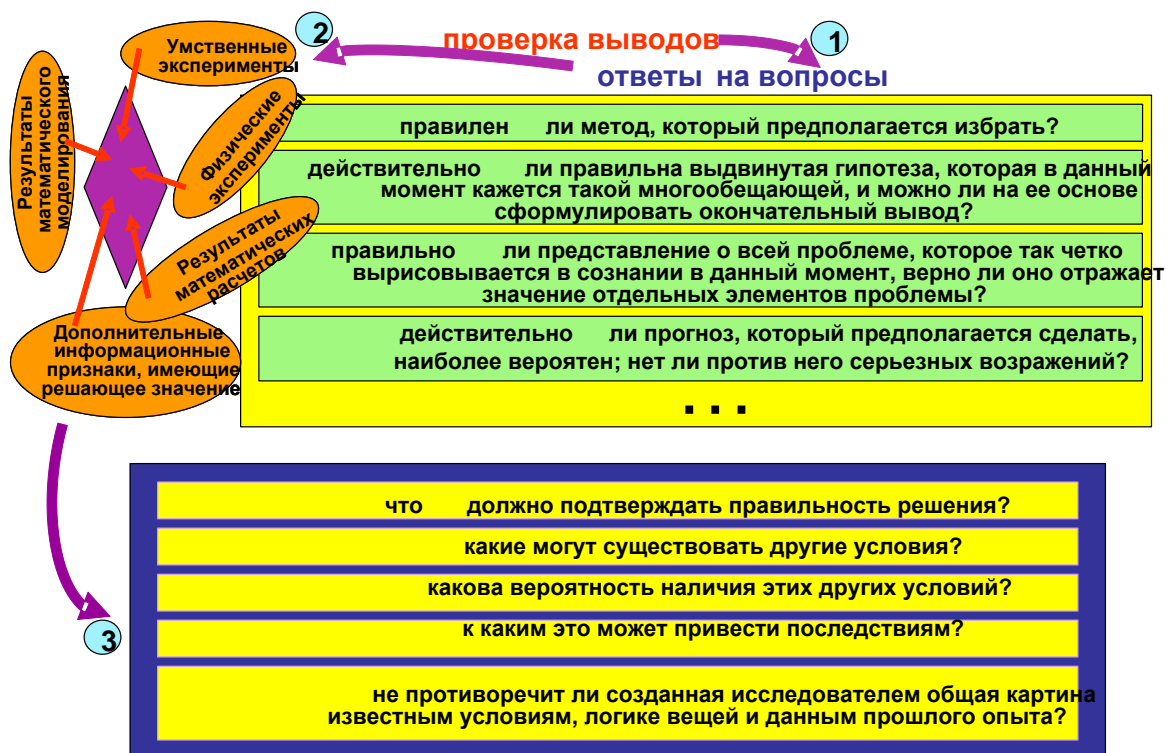 2
проверка выводов
1
ответы на вопросы
Умственные
эксперименты
Результаты
математического
моделирования
Физические
эксперименты
Результаты
математических
расчетов
Дополнительные
информационные
признаки, имеющие
решающее значение
правилен ли метод, который предполагается избрать?
действительно ли правильна выдвинутая гипотеза, которая в данный
момент кажется такой многообещающей, и можно ли на ее основе
сформулировать окончательный вывод?
правильно ли представление о всей проблеме, которое так четко
вырисовывается в сознании в данный момент, верно ли оно отражает
значение отдельных элементов проблемы?
действительно ли прогноз, который предполагается сделать,
наиболее вероятен; нет ли против него серьезных возражений?
. . .
3
что должно подтверждать правильность решения?
какие могут существовать другие условия?
какова вероятность наличия этих других условий?
к каким это может привести последствиям?
не противоречит ли созданная исследователем общая картина
известным условиям, логике вещей и данным прошлого опыта?